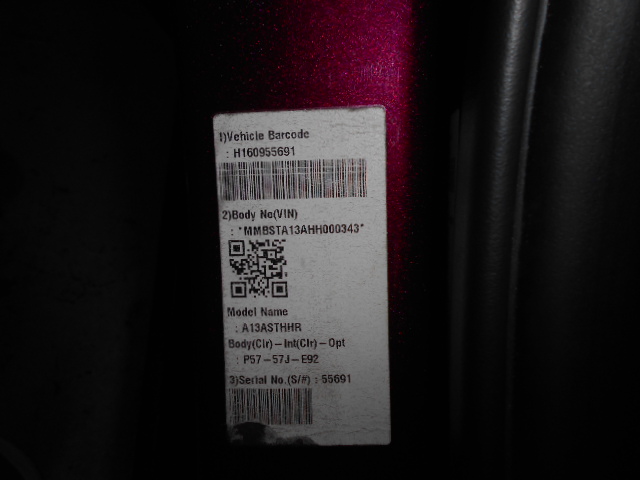 1)Vehicle Barcode
: H160955691
2)Body No(VIN)
: *MMBSTA13AHH000343*
Model Name
: A13ASTHHR
Body(Clr)-Int(Clr)-Opt
: P57-57J-E92
3)Serial No.(S/#) : 55691